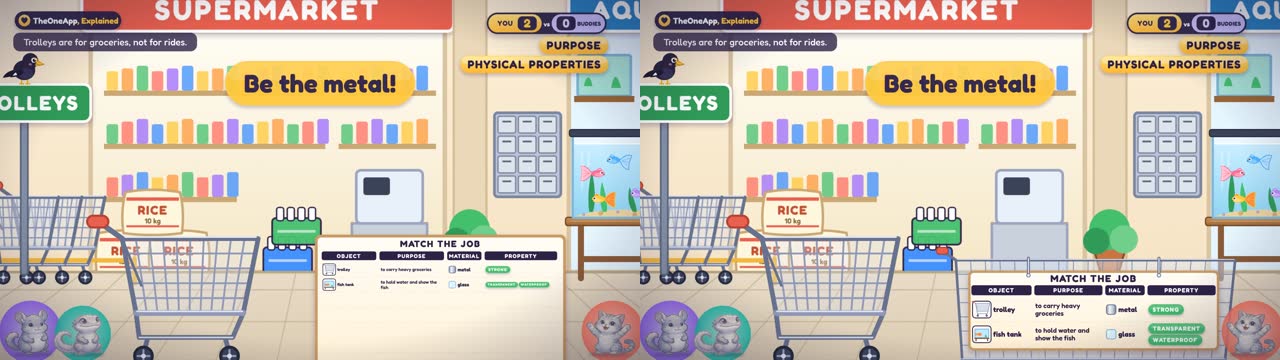 SUPERMARKET
AQU
TheOneApp, Explained
YOU 2 vs 0 BUDDIES
Trolleys are for groceries, not for rides.
PURPOSE
PHYSICAL PROPERTIES
Be the metal!
OLLEYS
RICE
10 kg
RICE
RICE
10 kg
MATCH THE JOB
OBJECT PURPOSE MATERIAL PROPERTY
trolley to carry heavy groceries metal STRONG
fish tank to hold water and show the fish glass TRANSPARENT WATERPROOF
SUPERMARKET
AQU
TheOneApp, Explained
YOU 2 vs 0 BUDDIES
Trolleys are for groceries, not for rides.
PURPOSE
PHYSICAL PROPERTIES
Be the metal!
OLLEYS
RICE
10 kg
RICE
RICE
10 kg
MATCH THE JOB
OBJECT PURPOSE MATERIAL PROPERTY
trolley to carry heavy groceries metal STRONG
fish tank to hold water and show the fish glass TRANSPARENT WATERPROOF